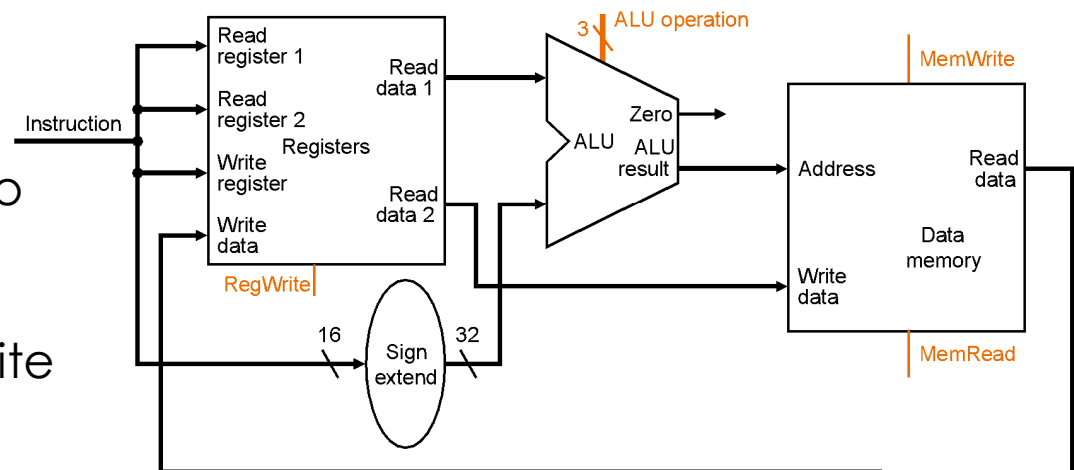 3
ALU operation
Read
register 1
Read
data 1
MemWrite
Read
register 2
Instruction
Registers
Zero
ALU
ALU
result
Write
register
Address
Read
data
Read
data 2
Write
data
Data
memory
RegWrite
Write
data
16
32
Sign
extend
MemRead
ite